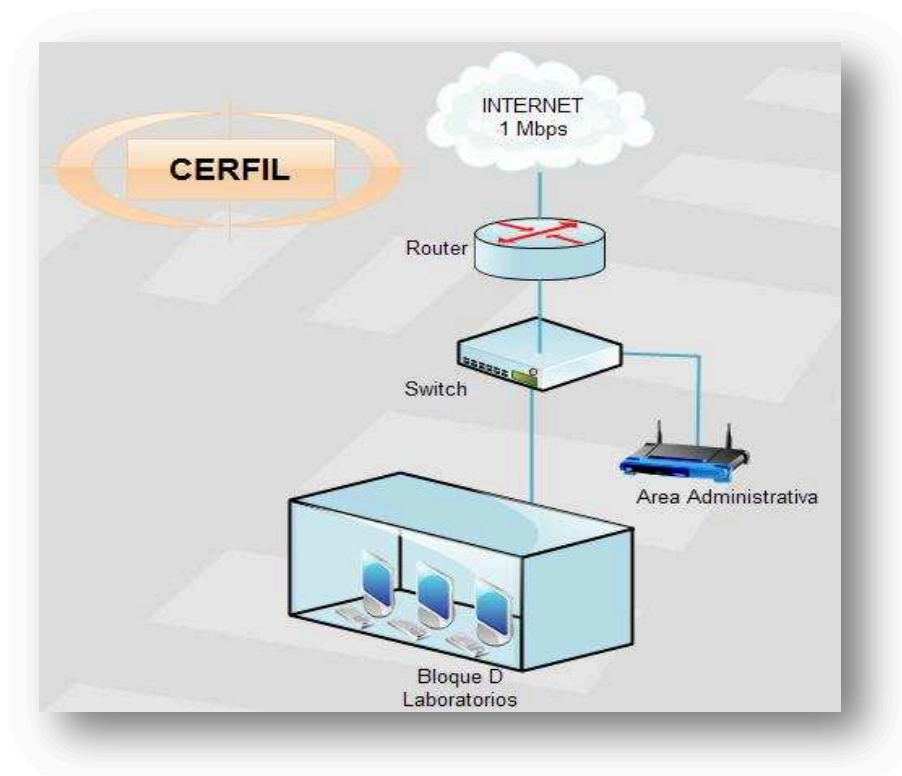 INTERNET
1 Mbps
CERFIL
Router
Switch
Area Administrativa
Bloque D
Laboratorios